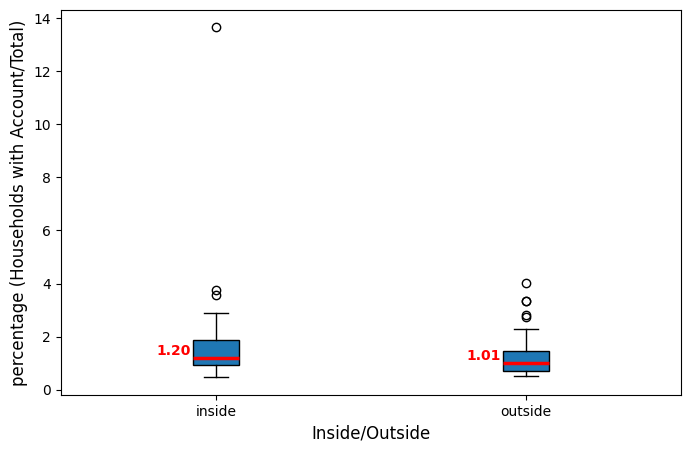 percentage (Households with Account/Total)
14
12
10
8
6
4
2
0
1.20
1.01
inside
outside
Inside/Outside